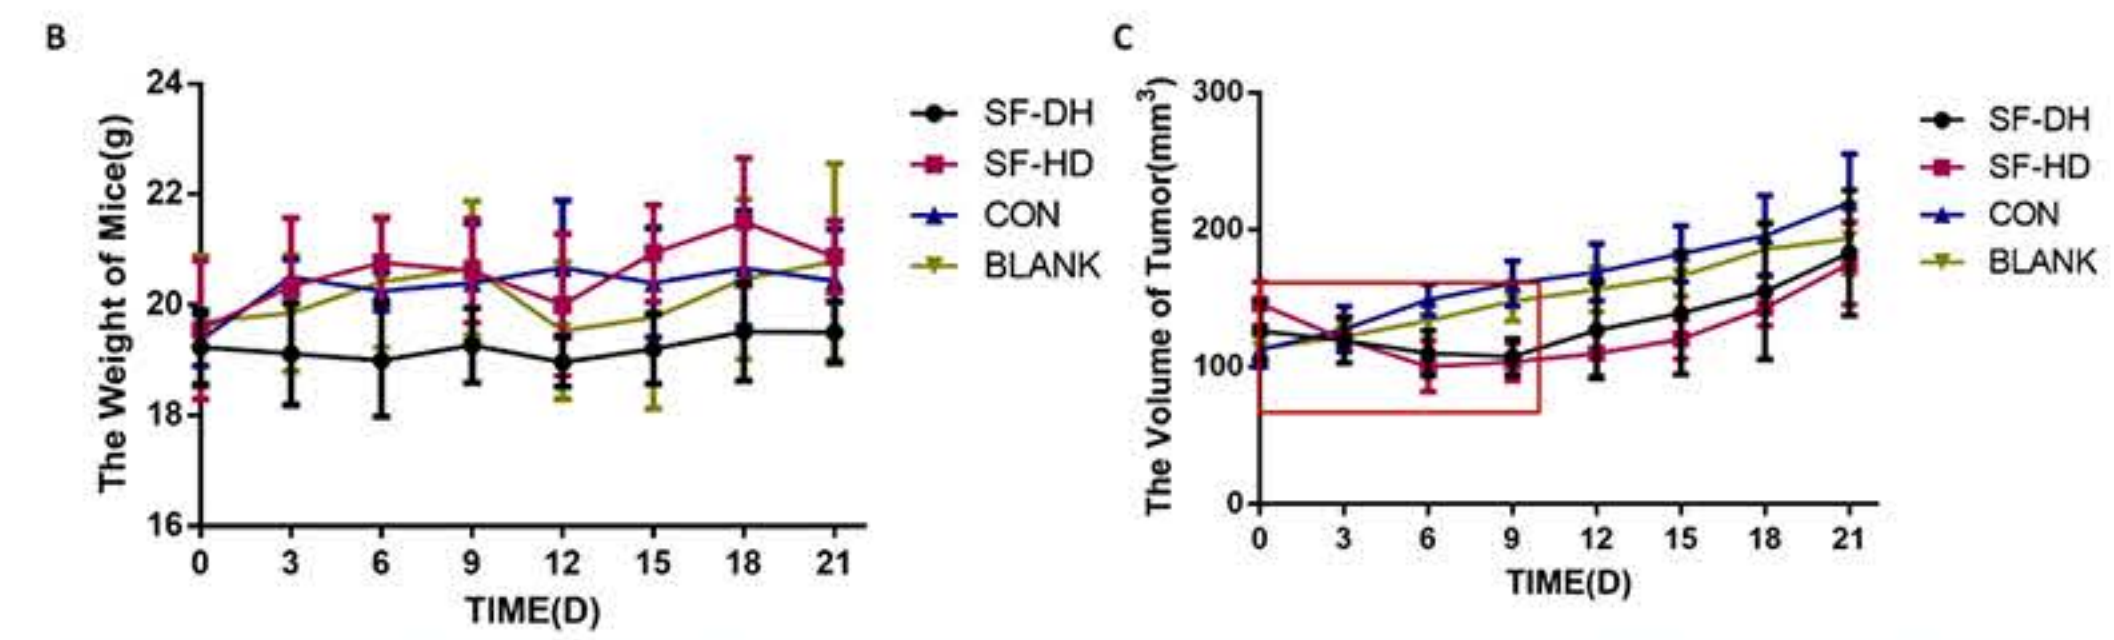 B
The Weight of Mice(g)
24
22
20
18
16
0 3 6 9 12 15 18 21
TIME(D)
SF-DH
SF-HD
CON
BLANK
C
The Volume of Tumor(mm³)
300
200
100
0
0 3 6 9 12 15 18 21
TIME(D)
SF-DH
SF-HD
CON
BLANK